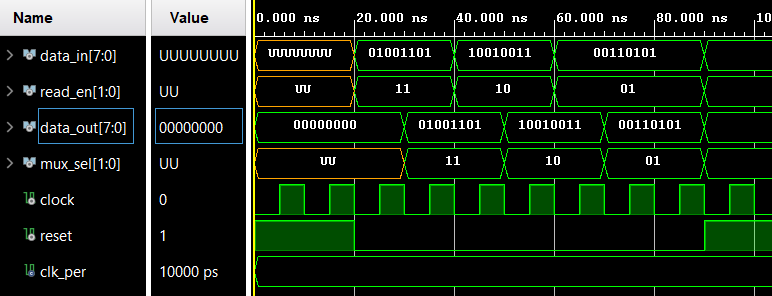 Name Value 0.000 ns 20.000 ns 40.000 ns 60.000 ns 80.000 ns 10
data_in[7:0] UUUUUUUU UUUUUUUU 01001101 10010011 00110101
read_en[1:0] UU UU 11 10 01
data_out[7:0] 00000000 00000000 01001101 10010011 00110101
mux_sel[1:0] UU UU 11 10 01
clock 0
reset 1
clk_per 10000 ps